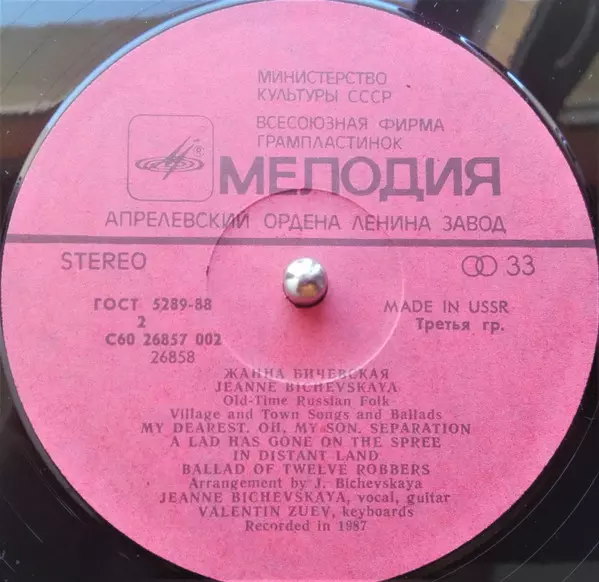 МИНИСТЕРСТВО
КУЛЬТУРЫ СССР
ВСЕСОЮЗНАЯ ФИРМА
ГРАМПЛАСТИНОК
®
МЕЛОДИЯ
АПРЕЛЕВСКИЙ ОРДЕНА ЛЕНИНА ЗАВОД
STEREO
33
ГОСТ 5289-88
MADE IN USSR
2
Третья гр.
С60 26857 002
26858
ЖАННА БИЧЕВСКАЯ
JEANNE BICHEVSKAYA
Old-Time Russian Folk
Village and Town Songs and Ballads
MY DEAREST. OH, MY SON. SEPARATION
A LAD HAS GONE ON THE SPREE
IN DISTANT LAND
BALLAD OF TWELVE ROBBERS
Arrangement by J. Bichevskaya
JEANNE BICHEVSKAYA, vocal, guitar
VALENTIN ZUEV, keyboards
Recorded in 1987